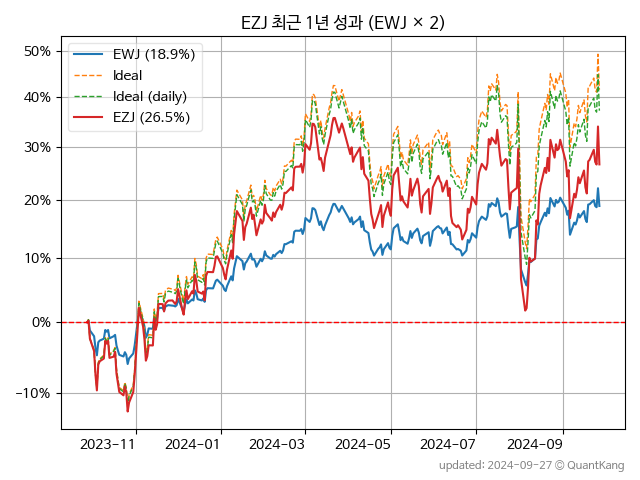 EZJ 최근 1년 성과 (EWJ × 2)
EWJ (18.9%)
Ideal
Ideal (daily)
EZJ (26.5%)
50%
40%
30%
20%
10%
0%
−10%
2023-11 2024-01 2024-03 2024-05 2024-07 2024-09
updated: 2024-09-27 © QuantKang